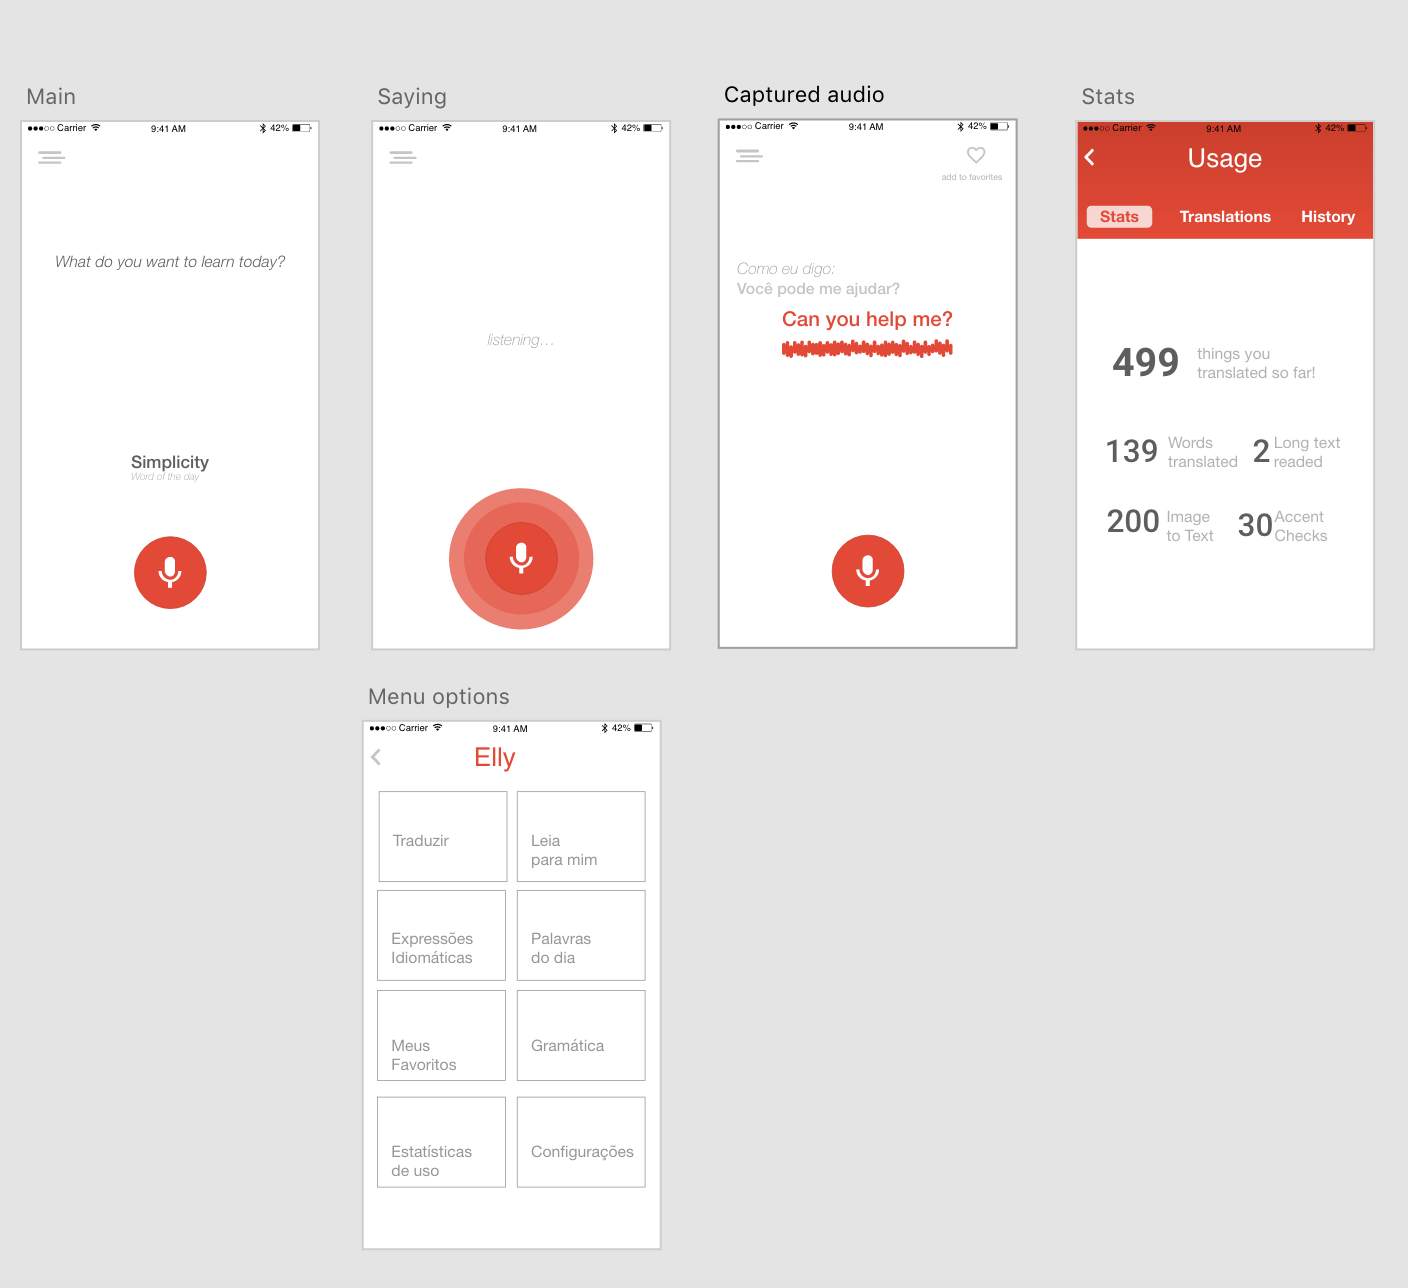 Main
Carrier
9:41 AM
42%
What do you want to learn today?
Simplicity
Word of the day
Saying
Carrier
9:41 AM
42%
listening...
Captured audio
Carrier
9:41 AM
42%
add to favorites
Como eu digo:
Você pode me ajudar?
Can you help me?
Stats
Carrier
9:41 AM
42%
Usage
Stats
Translations
History
499
things you
translated so far!
139
Words
translated
2
Long text
readed
200
Image
to Text
30
Accent
Checks
Menu options
Carrier
9:41 AM
42%
Elly
Traduzir
Leia
para mim
Expressões
Idiomáticas
Palavras
do dia
Meus
Favoritos
Gramática
Estatísticas
de uso
Configurações